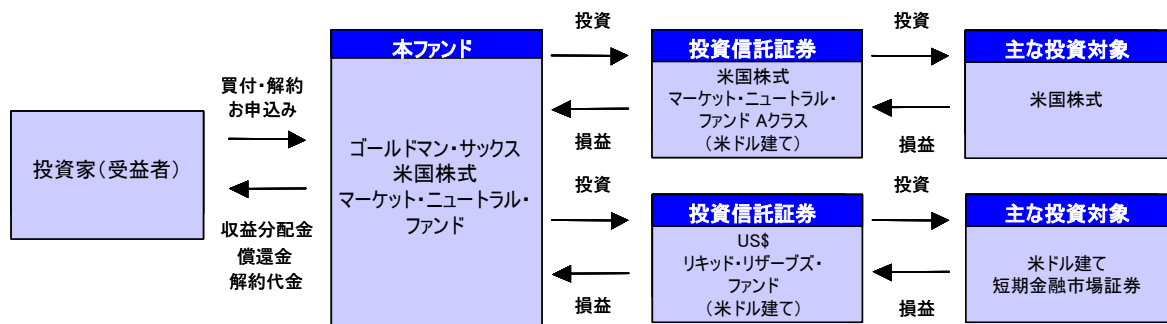 投資家（受益者）
買付・解約
お申込み
収益分配金
償還金
解約代金
本ファンド
ゴールドマン・サックス
米国株式
マーケット・ニュートラル・
ファンド
投資
損益
投資信託証券
米国株式
マーケット・ニュートラル・
ファンド Aクラス
（米ドル建て）
投資
損益
主な投資対象
米国株式
投資
損益
投資信託証券
US$
リキッド・リザーブズ・
ファンド
（米ドル建て）
投資
損益
主な投資対象
米ドル建て
短期金融市場証券